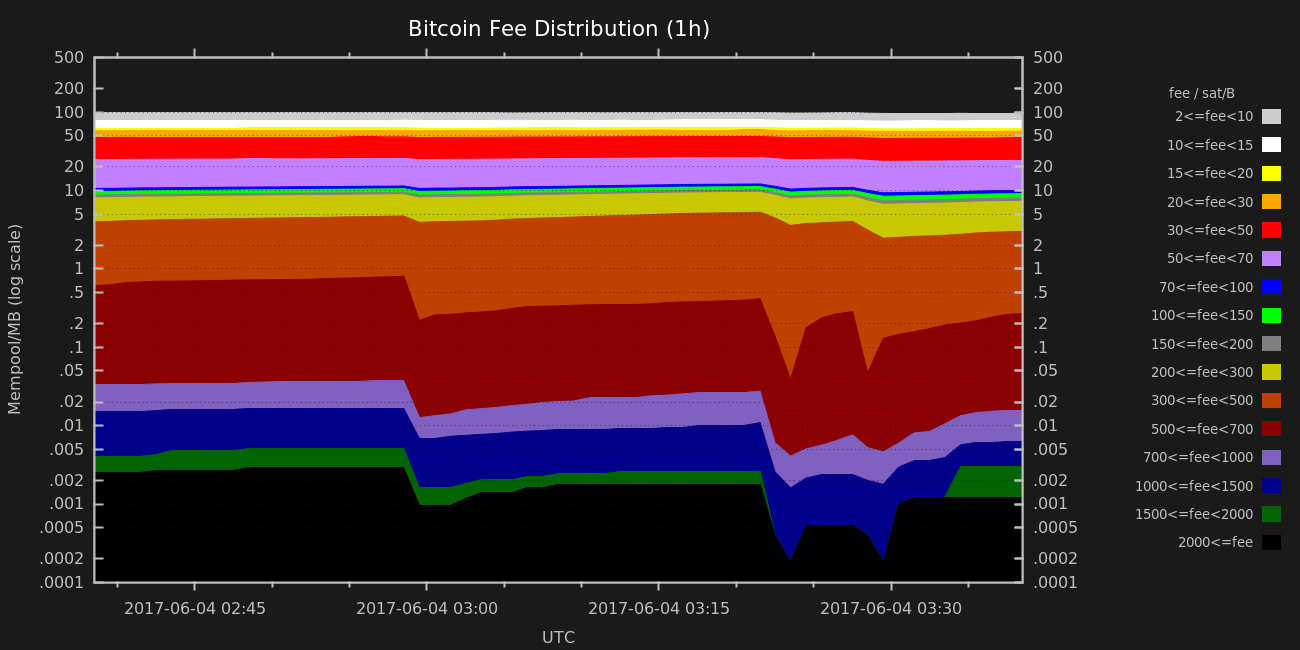 Bitcoin Fee Distribution (1h)
500
200
100
50
20
10
5
2
1
.5
.2
.1
.05
.02
.01
.005
.002
.001
.0005
.0002
.0001
Mempool/MB (log scale)
500
200
100
50
20
10
5
2
1
.5
.2
.1
.05
.02
.01
.005
.002
.001
.0005
.0002
.0001
2017-06-04 02:45 2017-06-04 03:00 2017-06-04 03:15 2017-06-04 03:30
UTC
fee / sat/B
2<=fee<10
10<=fee<15
15<=fee<20
20<=fee<30
30<=fee<50
50<=fee<70
70<=fee<100
100<=fee<150
150<=fee<200
200<=fee<300
300<=fee<500
500<=fee<700
700<=fee<1000
1000<=fee<1500
1500<=fee<2000
2000<=fee